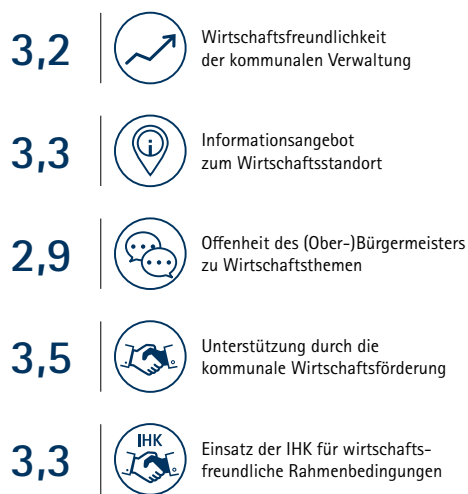 3,2
Wirtschaftsfreundlichkeit
der kommunalen Verwaltung
3,3
i
Informationsangebot
zum Wirtschaftsstandort
2,9
Offenheit des (Ober-)Bürgermeisters
zu Wirtschaftsthemen
3,5
Unterstützung durch die
kommunale Wirtschaftsförderung
3,3
IHK
Einsatz der IHK für wirtschafts-
freundliche Rahmenbedingungen